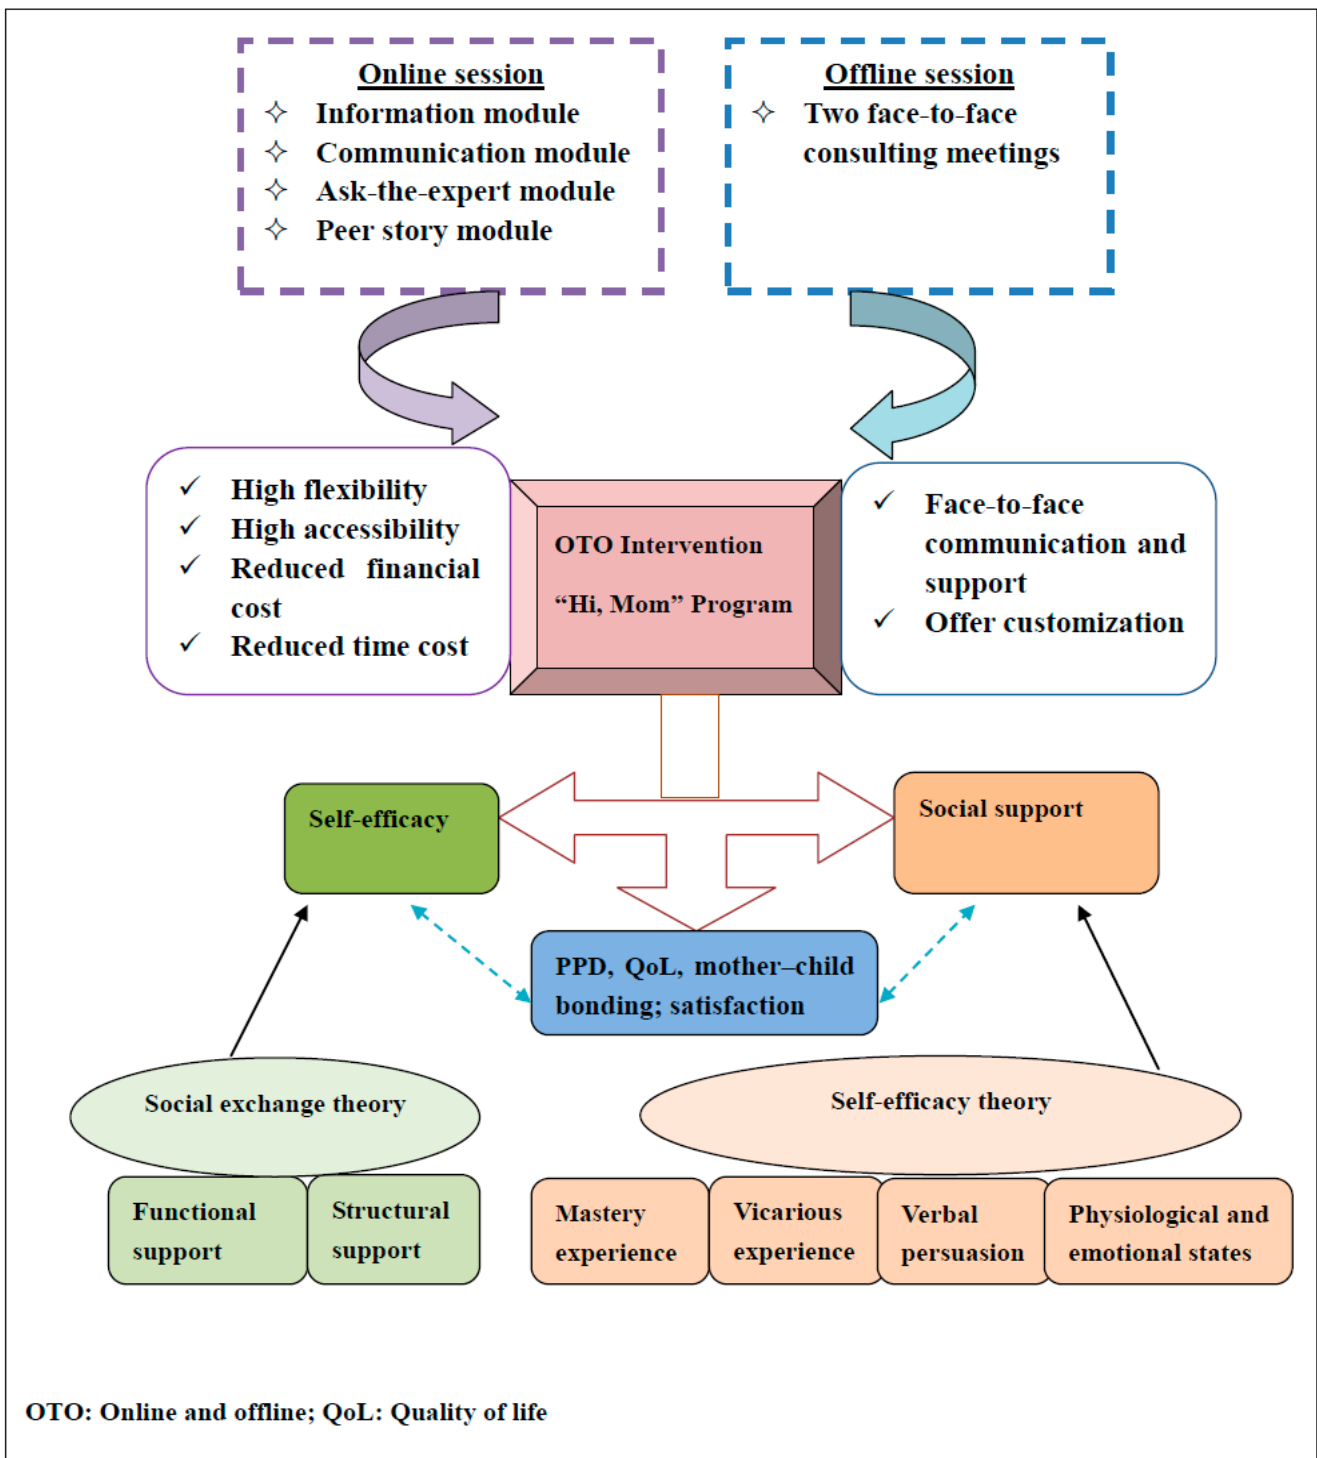 Online session
✧ Information module
✧ Communication module
✧ Ask-the-expert module
✧ Peer story module
Offline session
✧ Two face-to-face
consulting meetings
✓ High flexibility
✓ High accessibility
✓ Reduced financial
cost
✓ Reduced time cost
OTO Intervention
“Hi, Mom” Program
✓ Face-to-face
communication and
support
✓ Offer customization
Self-efficacy
Social support
PPD, QoL, mother–child
bonding; satisfaction
Social exchange theory
Self-efficacy theory
Functional
support
Structural
support
Mastery
experience
Vicarious
experience
Verbal
persuasion
Physiological and
emotional states
OTO: Online and offline; QoL: Quality of life